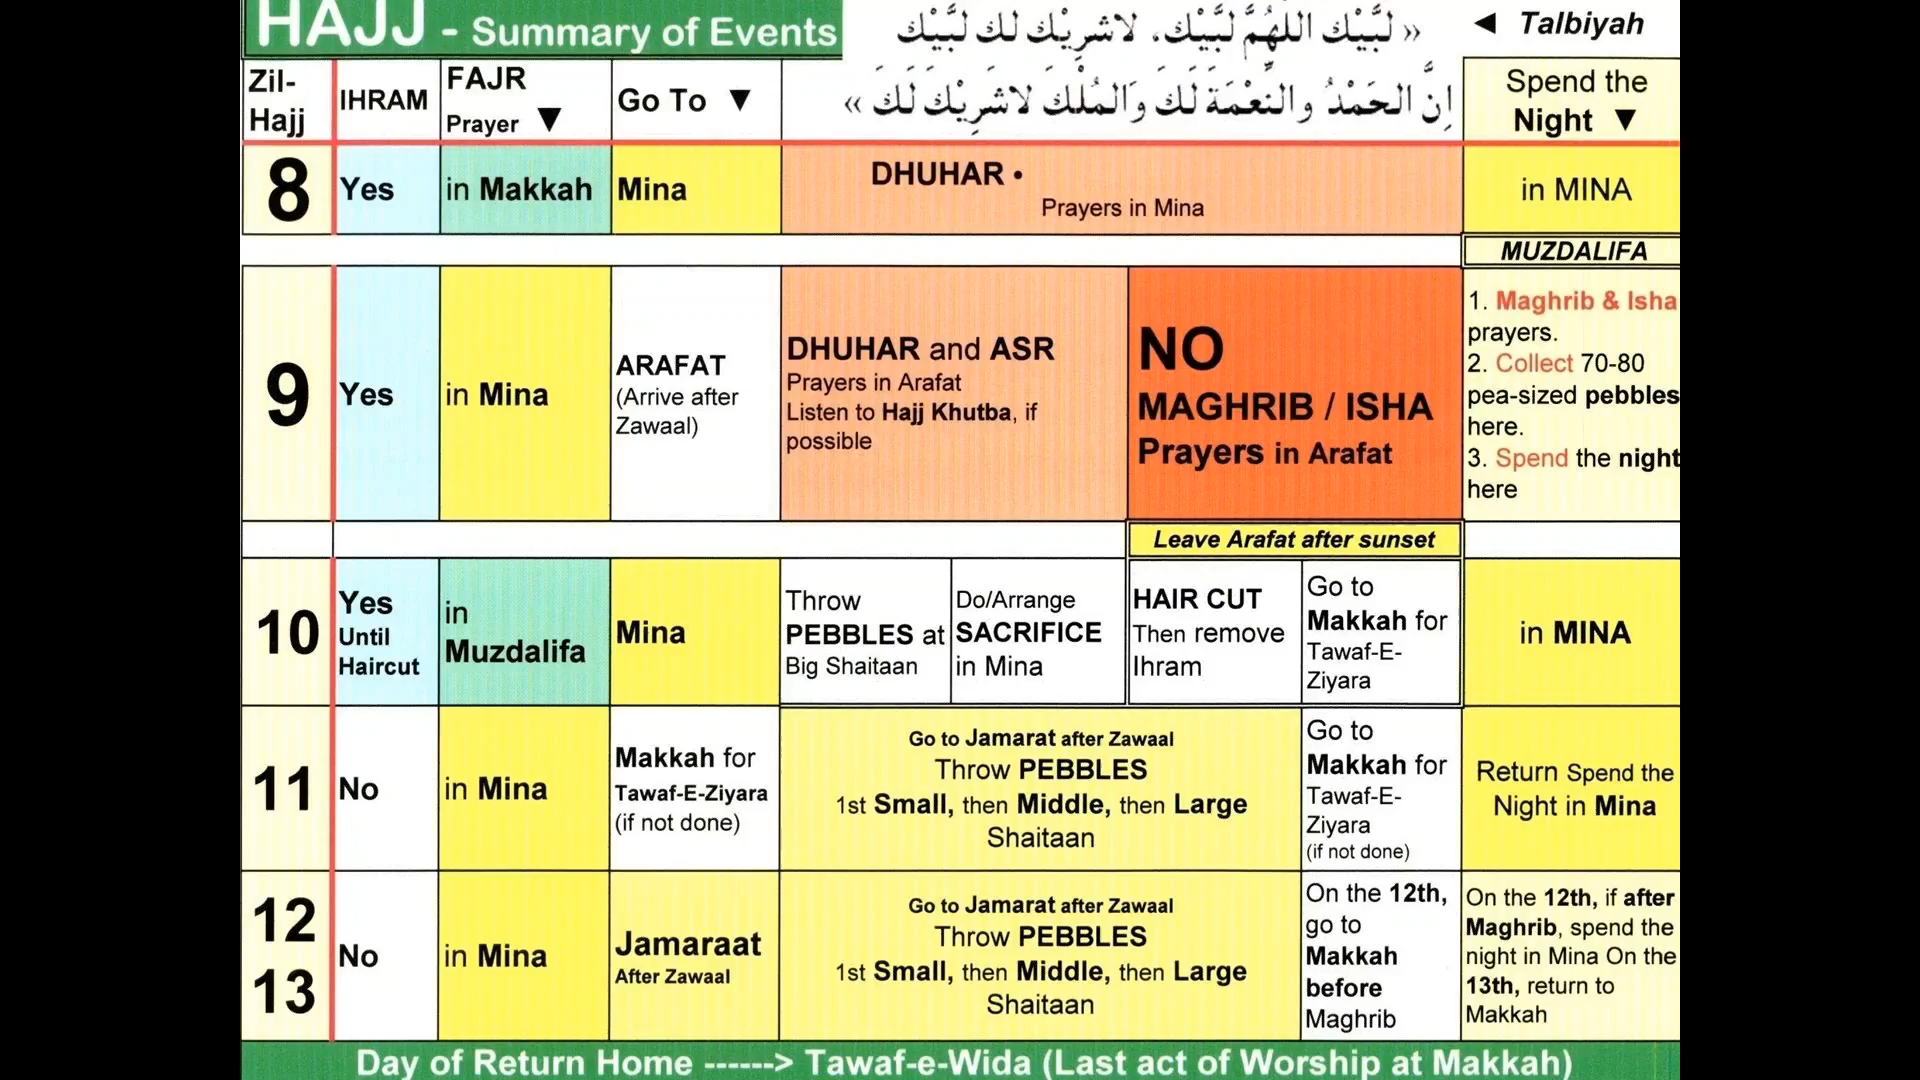 HAJJ - Summary of Events
« لبَّيْك اللَّهُمَّ لبَّيْك، لاشرِيْك لك لبَّيْك
◄ Talbiyah
Zil-
Hajj
IHRAM
FAJR
Prayer ▼
Go To ▼
إنَّ الحَمْدُ والنِّعْمَةَ لَكَ وَالمُلْكَ لاشَرِيْكَ لَكَ »
Spend the
Night ▼
8
Yes
in Makkah
Mina
DHUHAR •
Prayers in Mina
in MINA
MUZDALIFA
9
Yes
in Mina
ARAFAT
(Arrive after
Zawaal)
DHUHAR and ASR
Prayers in Arafat
Listen to Hajj Khutba, if
possible
NO
MAGHRIB / ISHA
Prayers in Arafat
1. Maghrib & Isha
prayers.
2. Collect 70-80
pea-sized pebbles
here.
3. Spend the night
here
Leave Arafat after sunset
10
Yes
Until
Haircut
in
Muzdalifa
Mina
Throw
PEBBLES at
Big Shaitaan
Do/Arrange
SACRIFICE
in Mina
HAIR CUT
Then remove
Ihram
Go to
Makkah for
Tawaf-E-
Ziyara
in MINA
11
No
in Mina
Makkah for
Tawaf-E-Ziyara
(if not done)
Go to Jamarat after Zawaal
Throw PEBBLES
1st Small, then Middle, then Large
Shaitaan
Go to
Makkah for
Tawaf-E-
Ziyara
(if not done)
Return Spend the
Night in Mina
12
13
No
in Mina
Jamaraat
After Zawaal
Go to Jamarat after Zawaal
Throw PEBBLES
1st Small, then Middle, then Large
Shaitaan
On the 12th,
go to
Makkah
before
Maghrib
On the 12th, if after
Maghrib, spend the
night in Mina On the
13th, return to
Makkah
Day of Return Home ------> Tawaf-e-Wida (Last act of Worship at Makkah)